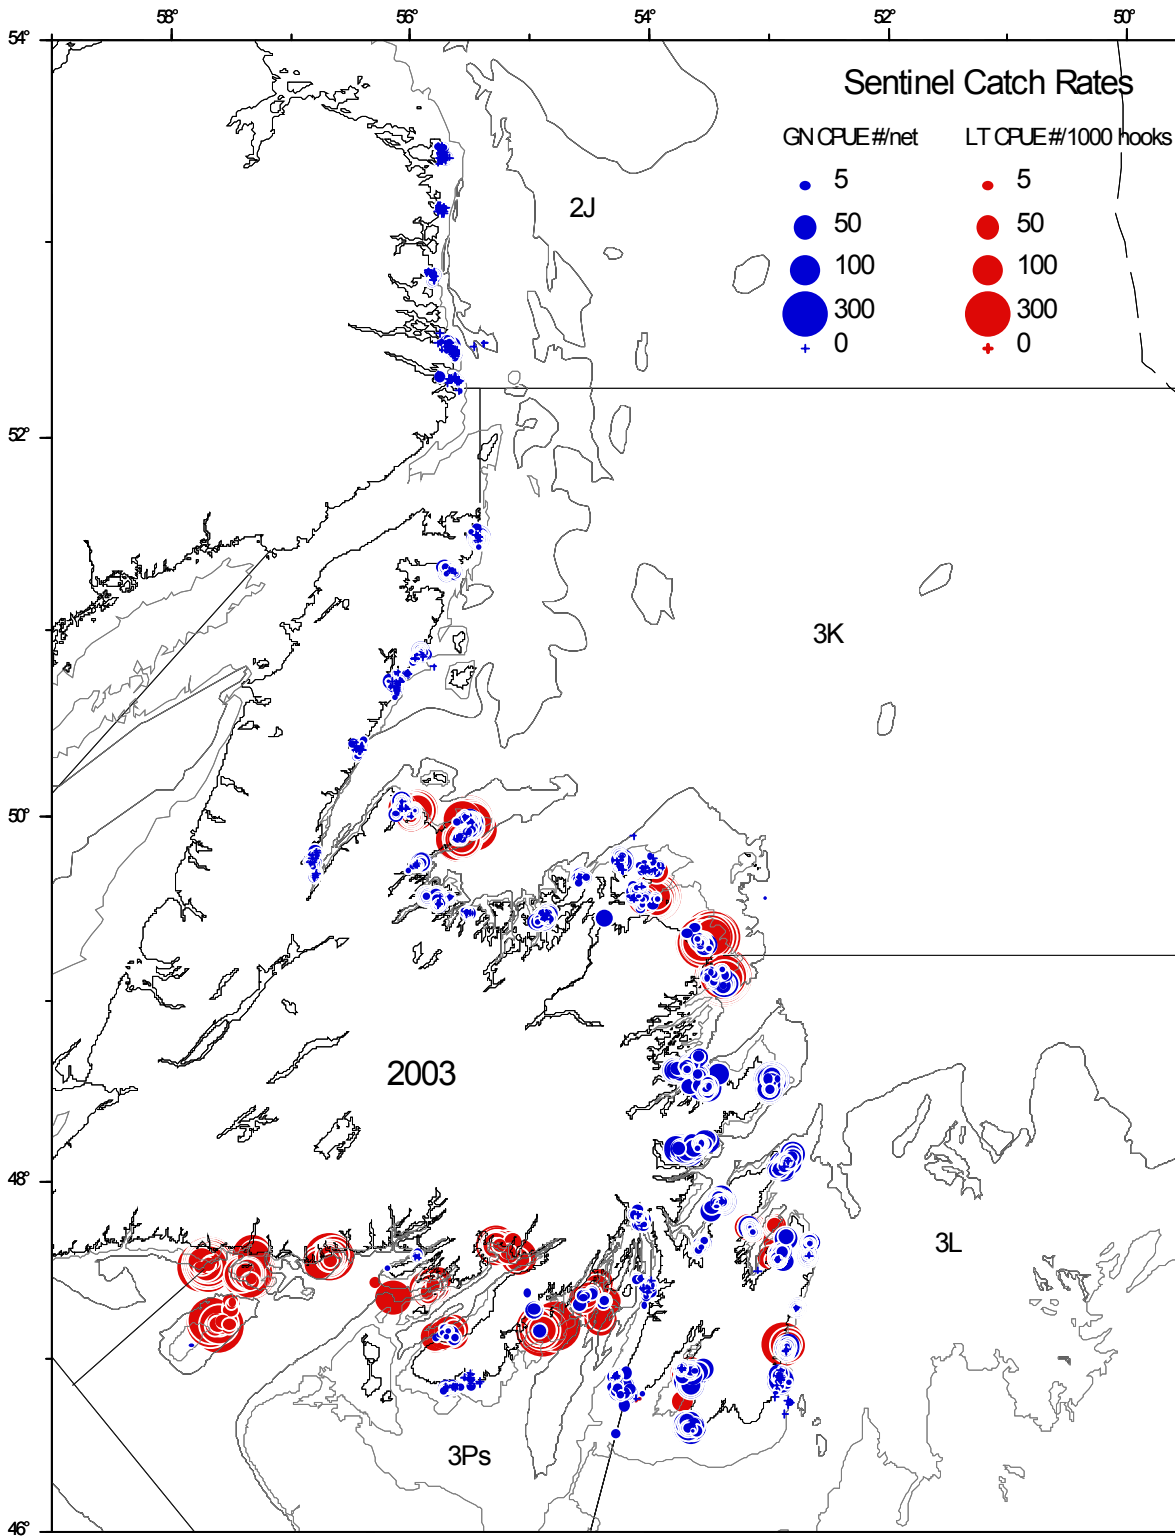 58° 56° 54° 52° 50°
54°
Sentinel Catch Rates
GN CPUE #/net LT CPUE #/1000 hooks
5 5
2J
50 50
100 100
300 300
0 0
52°
3K
50°
2003
48°
3L
3Ps
46°